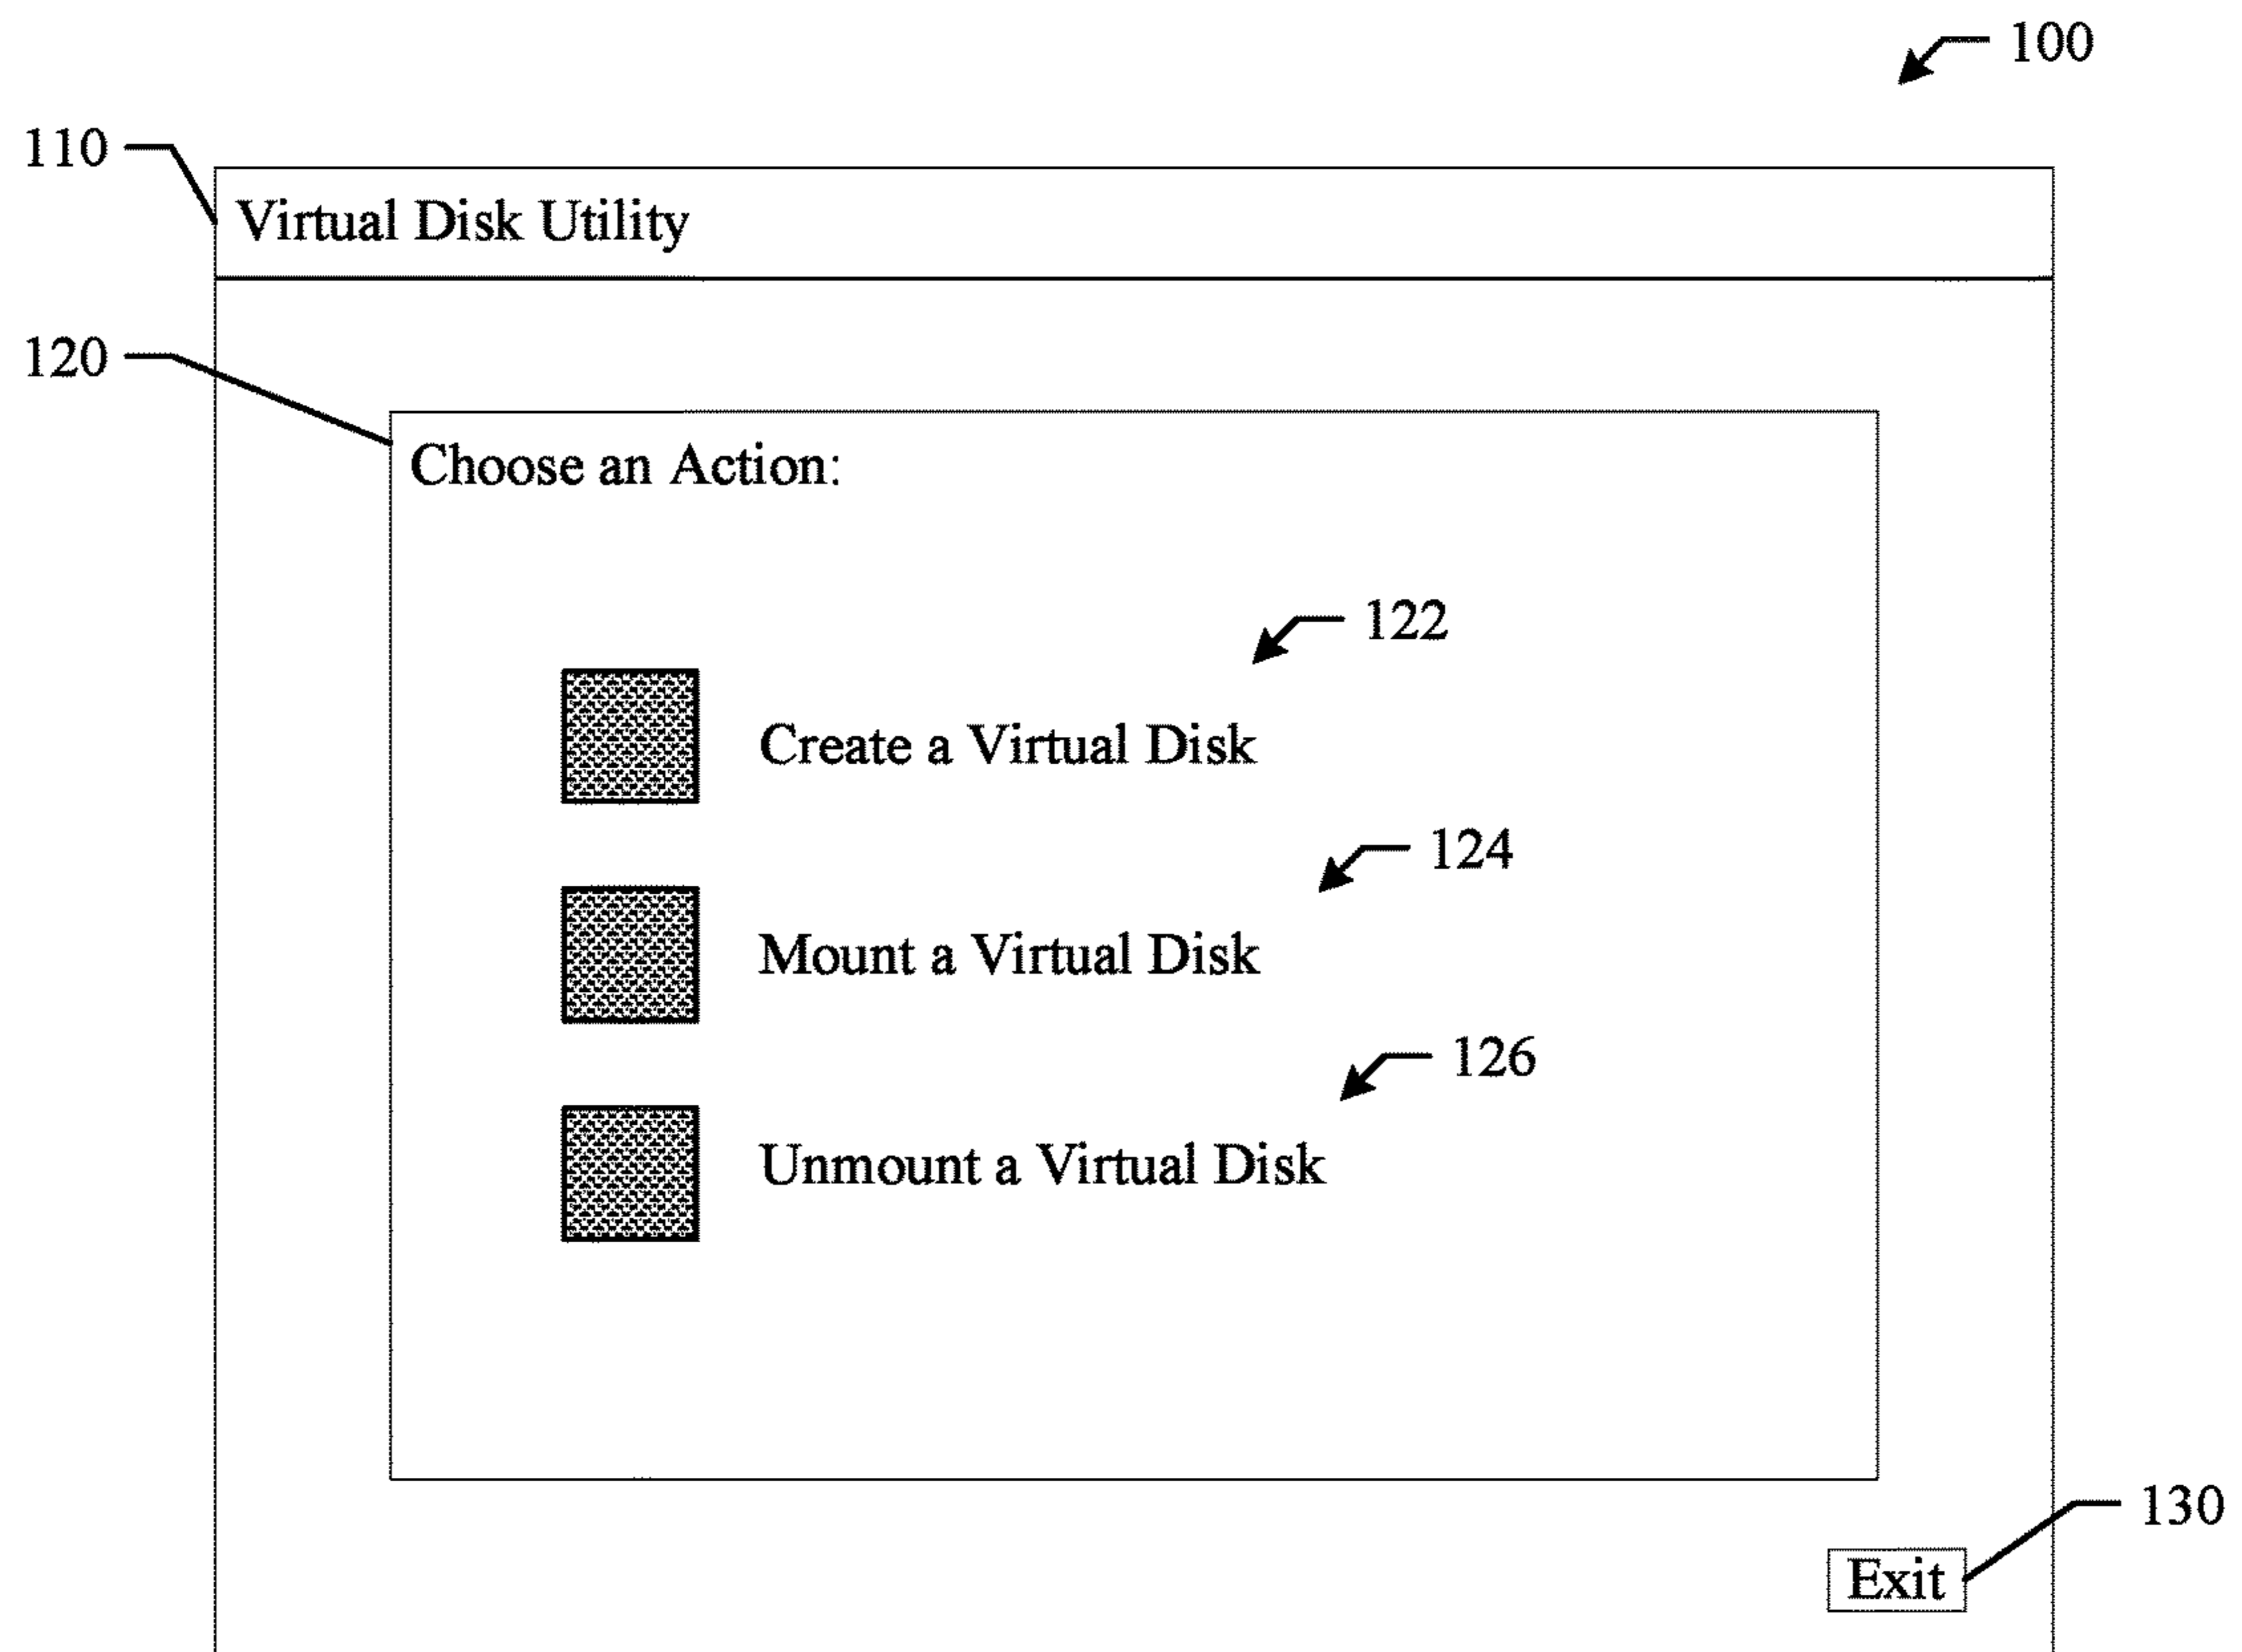 100
110
Virtual Disk Utility
120
Choose an Action:
122
Create a Virtual Disk
124
Mount a Virtual Disk
126
Unmount a Virtual Disk
130
Exit